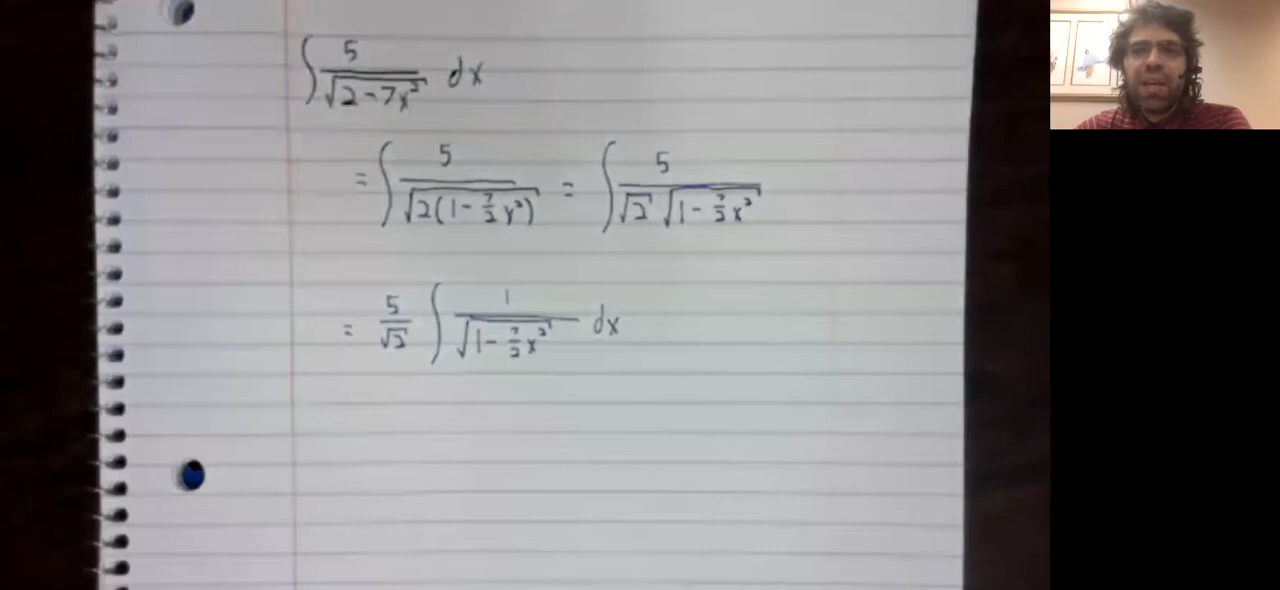 ∫ 5/√(2-7x²) dx
= ∫ 5/√(2(1-7/2 x²)) = ∫ 5/(√2 √(1-7/2 x²))
= 5/√2 ∫ 1/√(1-7/2 x²) dx